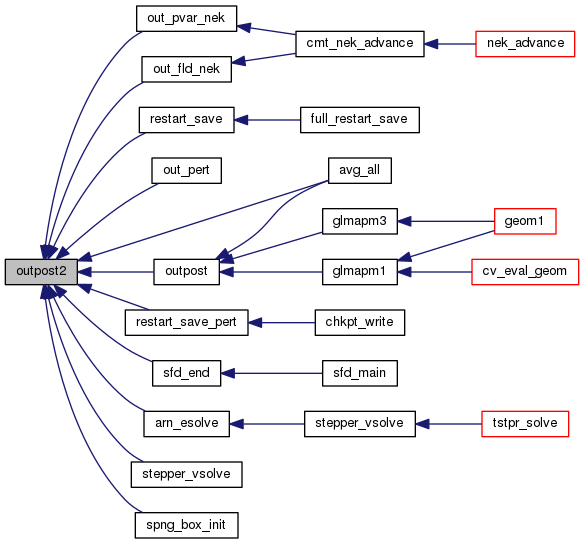 out_pvar_nek
cmt_nek_advance
nek_advance
out_fld_nek
restart_save
full_restart_save
out_pert
avg_all
glmapm3
geom1
outpost2
outpost
glmapm1
cv_eval_geom
restart_save_pert
chkpt_write
sfd_end
sfd_main
arn_esolve
stepper_vsolve
tstpr_solve
stepper_vsolve
spng_box_init